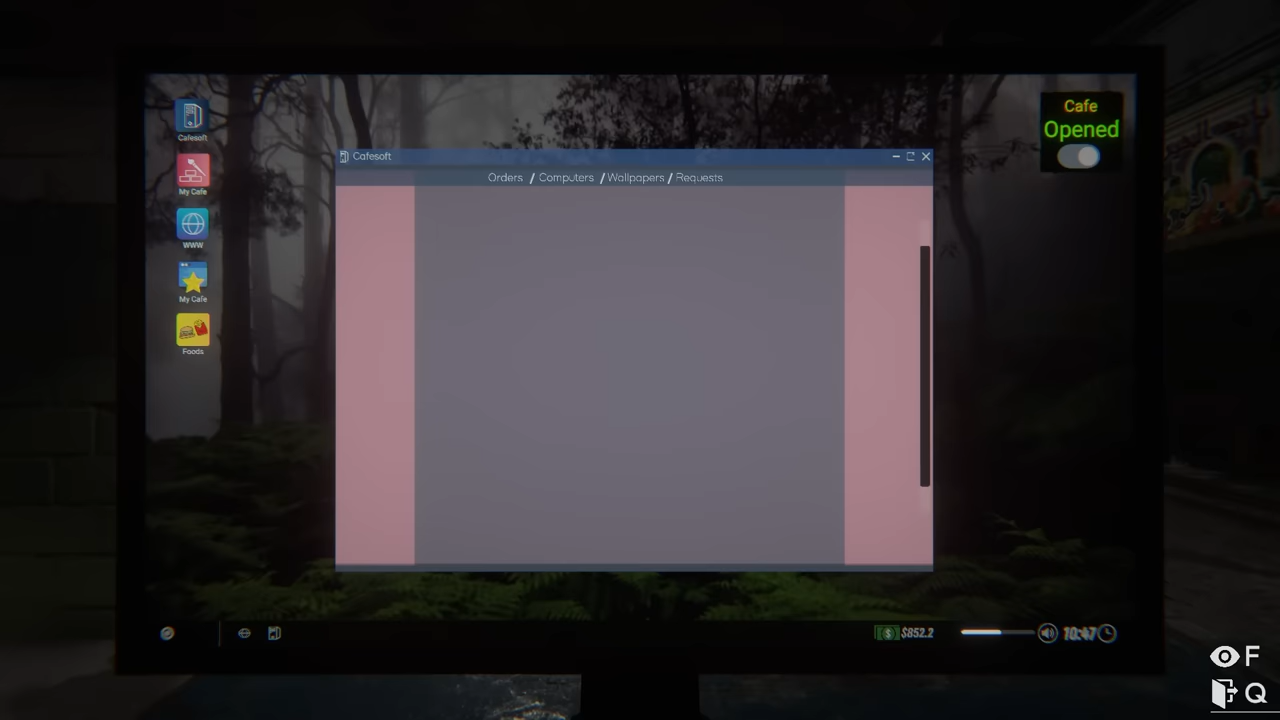 Cafesoft
My Cafe
WWW
My Cafe
Foods
Cafesoft
Orders / Computers / Wallpapers / Requests
Cafe
Opened
$852.2
10:47
F
Q